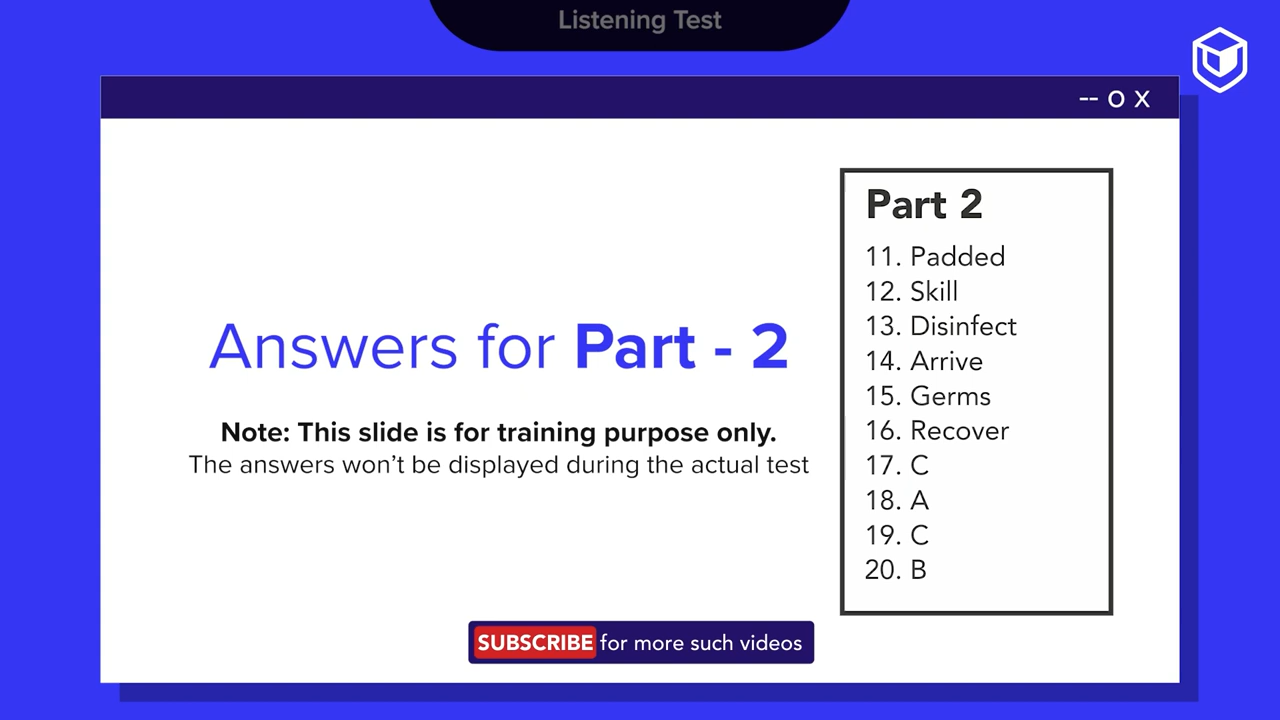 Listening Test
-- O X
Answers for Part - 2
Note: This slide is for training purpose only.
The answers won't be displayed during the actual test
Part 2
11. Padded
12. Skill
13. Disinfect
14. Arrive
15. Germs
16. Recover
17. C
18. A
19. C
20. B
SUBSCRIBE for more such videos